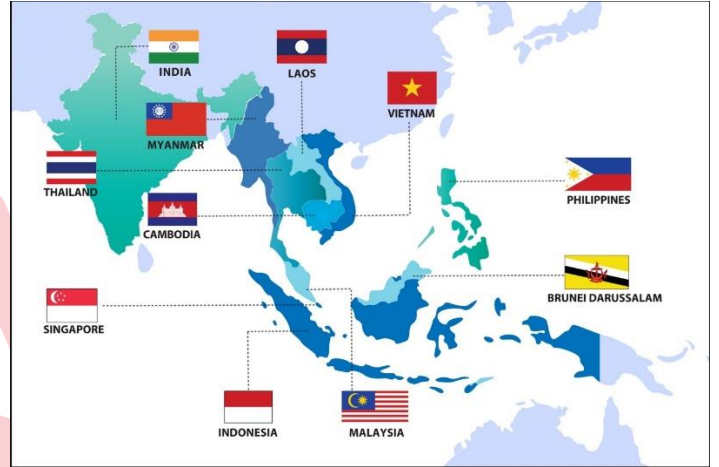 INDIA
LAOS
VIETNAM
MYANMAR
THAILAND
PHILIPPINES
CAMBODIA
BRUNEI DARUSSALAM
SINGAPORE
INDONESIA
MALAYSIA